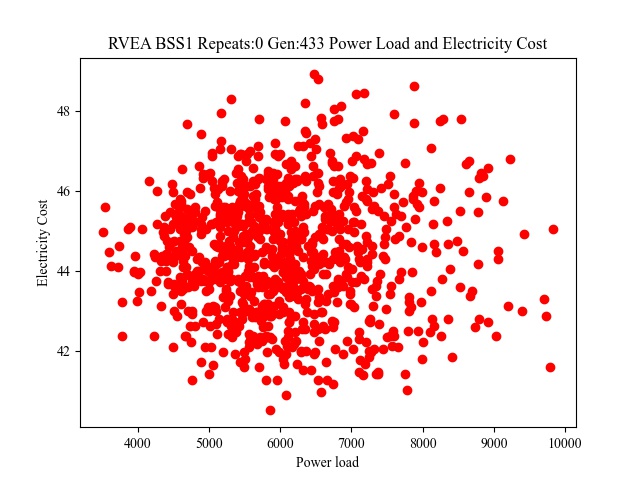 RVEA BSS1 Repeats:0 Gen:433 Power Load and Electricity Cost
48
46
44
42
Electricity Cost
4000 5000 6000 7000 8000 9000 10000
Power load